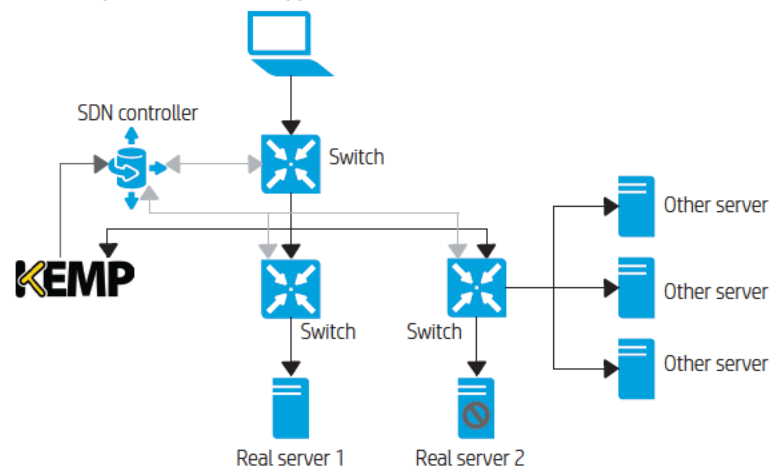 SDN controller
Switch
Other server
KEMP
Other server
Switch
Switch
Other server
Real server 1
Real server 2